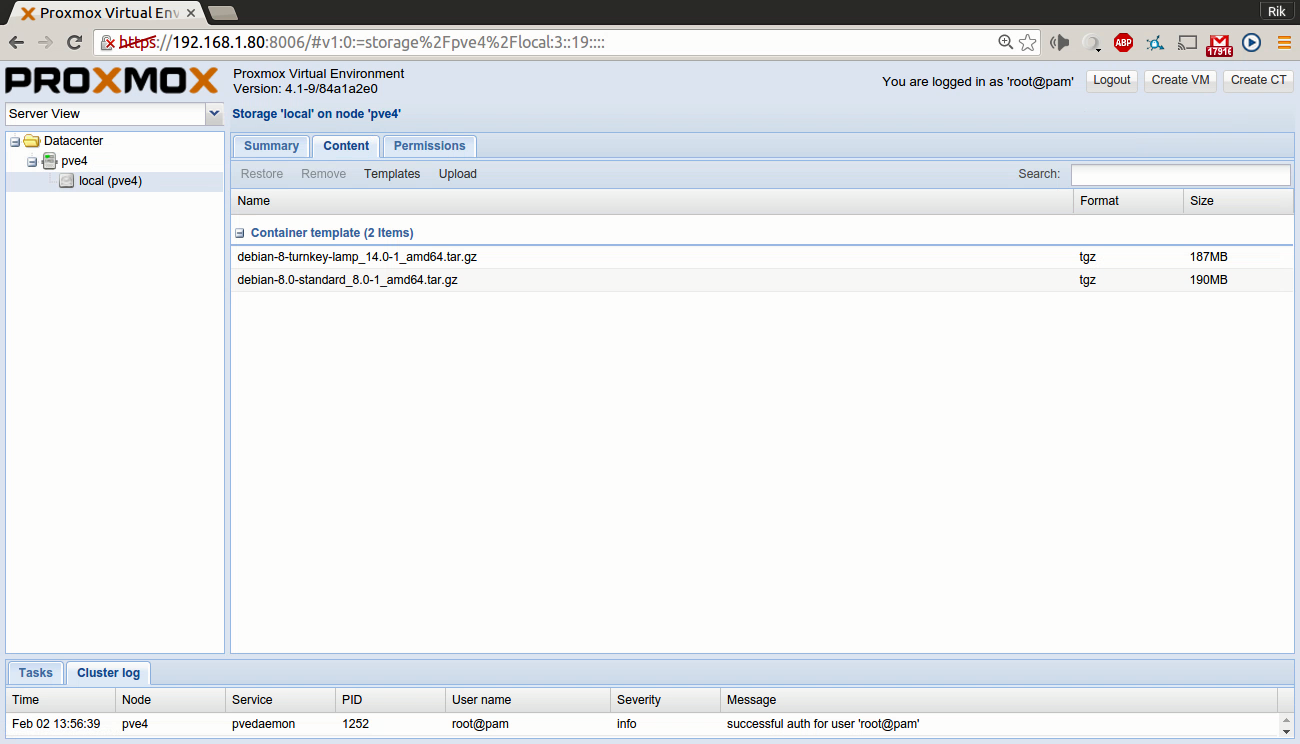 Proxmox Virtual Env
Rik
https://192.168.1.80:8006/#v1:0:=storage%2Fpve4%2Flocal:3::19::::
ABP
17916
PROXMOX
Proxmox Virtual Environment
Version: 4.1-9/84a1a2e0
You are logged in as 'root@pam'
Logout
Create VM
Create CT
Server View
Storage 'local' on node 'pve4'
Datacenter
pve4
local (pve4)
Summary
Content
Permissions
Restore
Remove
Templates
Upload
Search:
Name
Format
Size
Container template (2 Items)
debian-8-turnkey-lamp_14.0-1_amd64.tar.gz
tgz
187MB
debian-8.0-standard_8.0-1_amd64.tar.gz
tgz
190MB
Tasks
Cluster log
Time
Node
Service
PID
User name
Severity
Message
Feb 02 13:56:39
pve4
pvedaemon
1252
root@pam
info
successful auth for user 'root@pam'